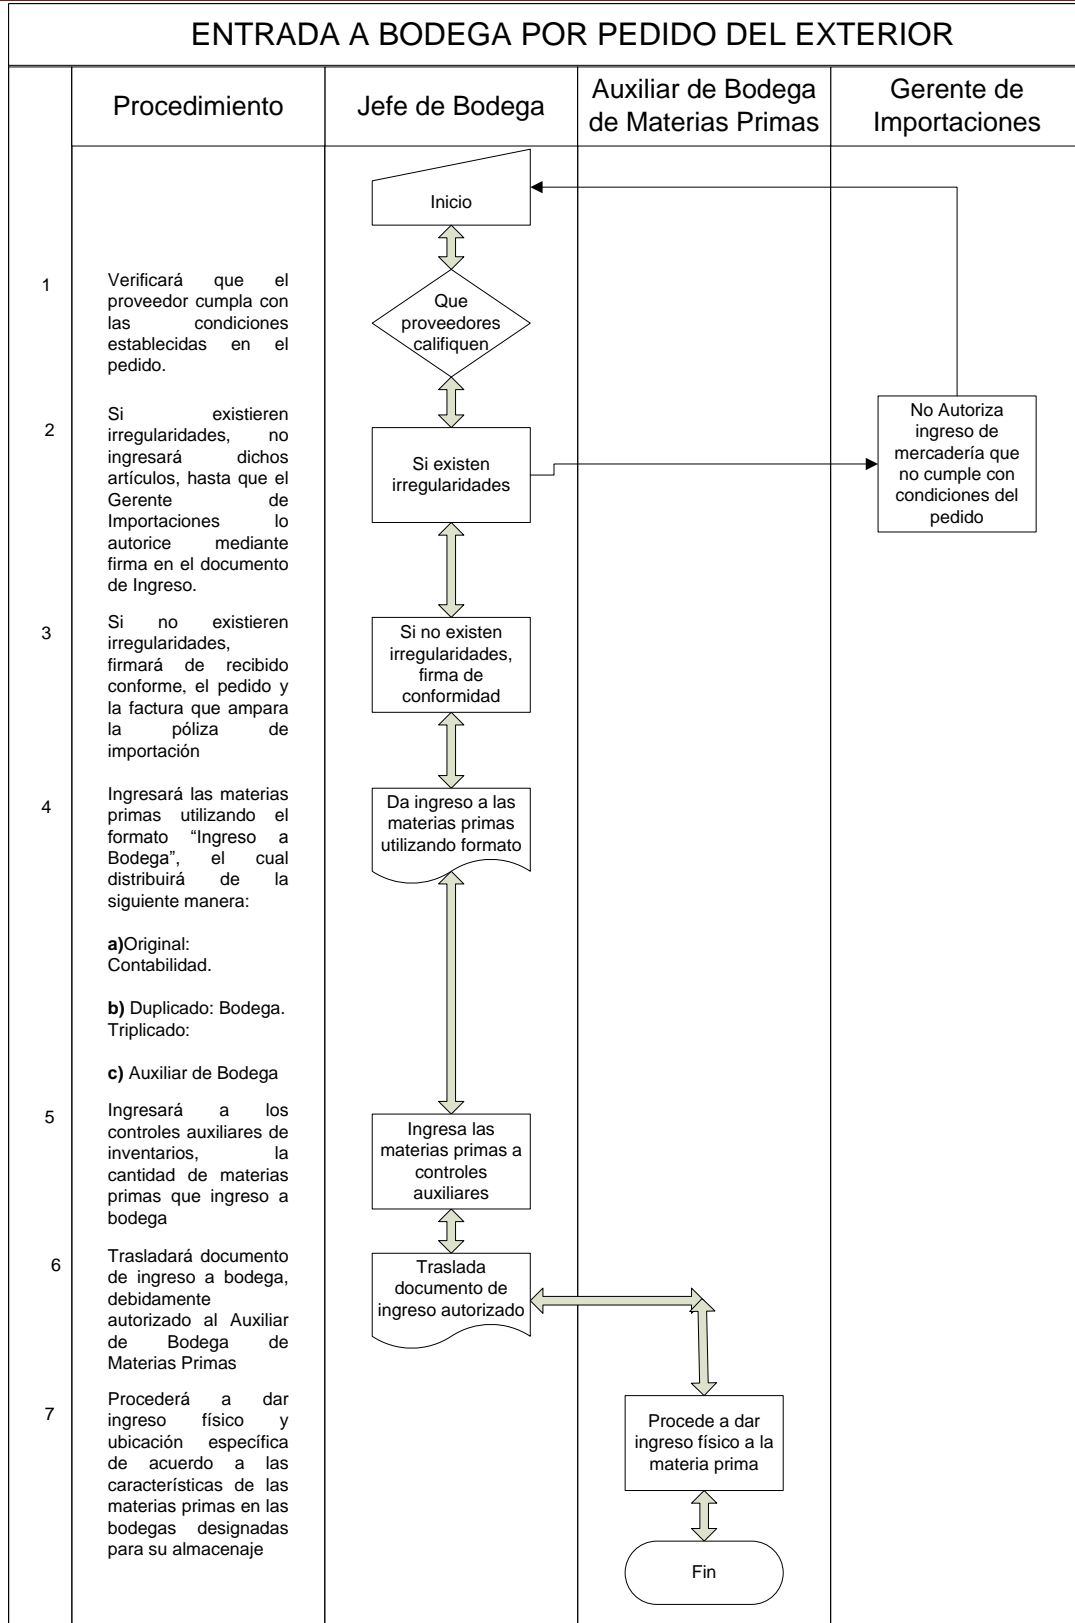 ENTRADA A BODEGA POR PEDIDO DEL EXTERIOR
Procedimiento
Jefe de Bodega
Auxiliar de Bodega
de Materias Primas
Gerente de
Importaciones
Inicio
1
Verificará que el
proveedor cumpla con
las condiciones
establecidas en el
pedido.
Que
proveedores
califiquen
2
Si existieren
irregularidades, no
ingresará dichos
artículos, hasta que el
Gerente de
Importaciones lo
autorice mediante
firma en el documento
de Ingreso.
Si existen
irregularidades
No Autoriza
ingreso de
mercadería que
no cumple con
condiciones del
pedido
3
Si no existieren
irregularidades,
firmará de recibido
conforme, el pedido y
la factura que ampara
la póliza de
importación
Si no existen
irregularidades,
firma de
conformidad
4
Ingresará las materias
primas utilizando el
formato “Ingreso a
Bodega”, el cual
distribuirá de la
siguiente manera:
a)Original:
Contabilidad.
b) Duplicado: Bodega.
Triplicado:
c) Auxiliar de Bodega
Da ingreso a las
materias primas
utilizando formato
5
Ingresará a los
controles auxiliares de
inventarios, la
cantidad de materias
primas que ingreso a
bodega
Ingresa las
materias primas a
controles
auxiliares
6
Trasladará documento
de ingreso a bodega,
debidamente
autorizado al Auxiliar
de Bodega de
Materias Primas
Traslada
documento de
ingreso autorizado
7
Procederá a dar
ingreso físico y
ubicación específica
de acuerdo a las
características de las
materias primas en las
bodegas designadas
para su almacenaje
Procede a dar
ingreso físico a la
materia prima
Fin